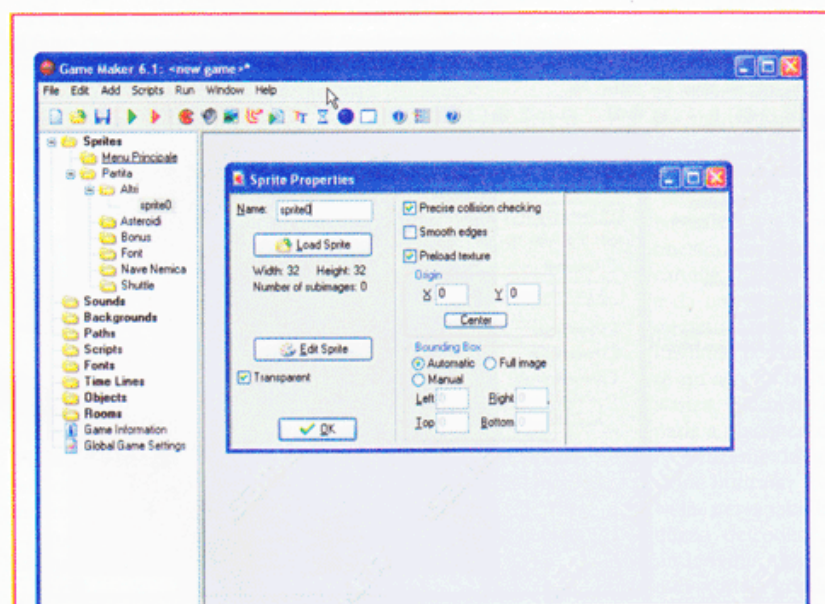 Game Maker 6.1: <new game>*
File Edit Add Scripts Run Window Help
Sprites
Menu Principale
Partita
Altri
sprite0
Asteroidi
Bonus
Font
Nave Nemica
Shuttle
Sounds
Backgrounds
Paths
Scripts
Fonts
Time Lines
Objects
Rooms
Game Information
Global Game Settings
Sprite Properties
Name: sprite0
Load Sprite
Width: 32 Height: 32
Number of subimages: 0
Edit Sprite
Transparent
OK
Precise collision checking
Smooth edges
Preload texture
Origin
X 0 Y 0
Center
Bounding Box
Automatic Full image
Manual
Left 0 Right 0
Top 0 Bottom 0